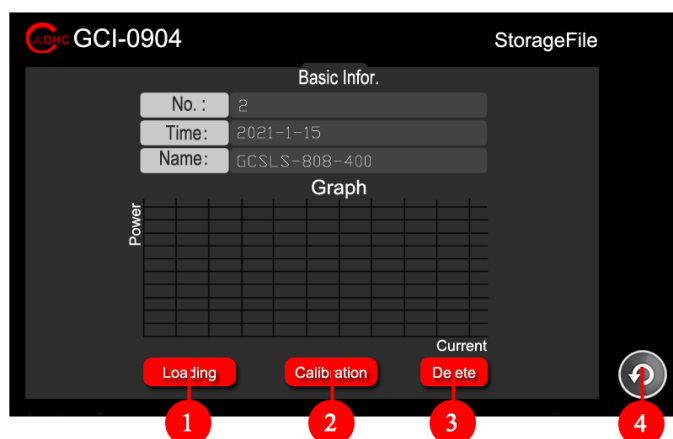 ADHC GCI-0904 StorageFile
Basic Infor.
No. : 2
Time: 2021-1-15
Name: GCSLS-808-400
Graph
Power
Current
Loading Calibration Delete
1 2 3 4